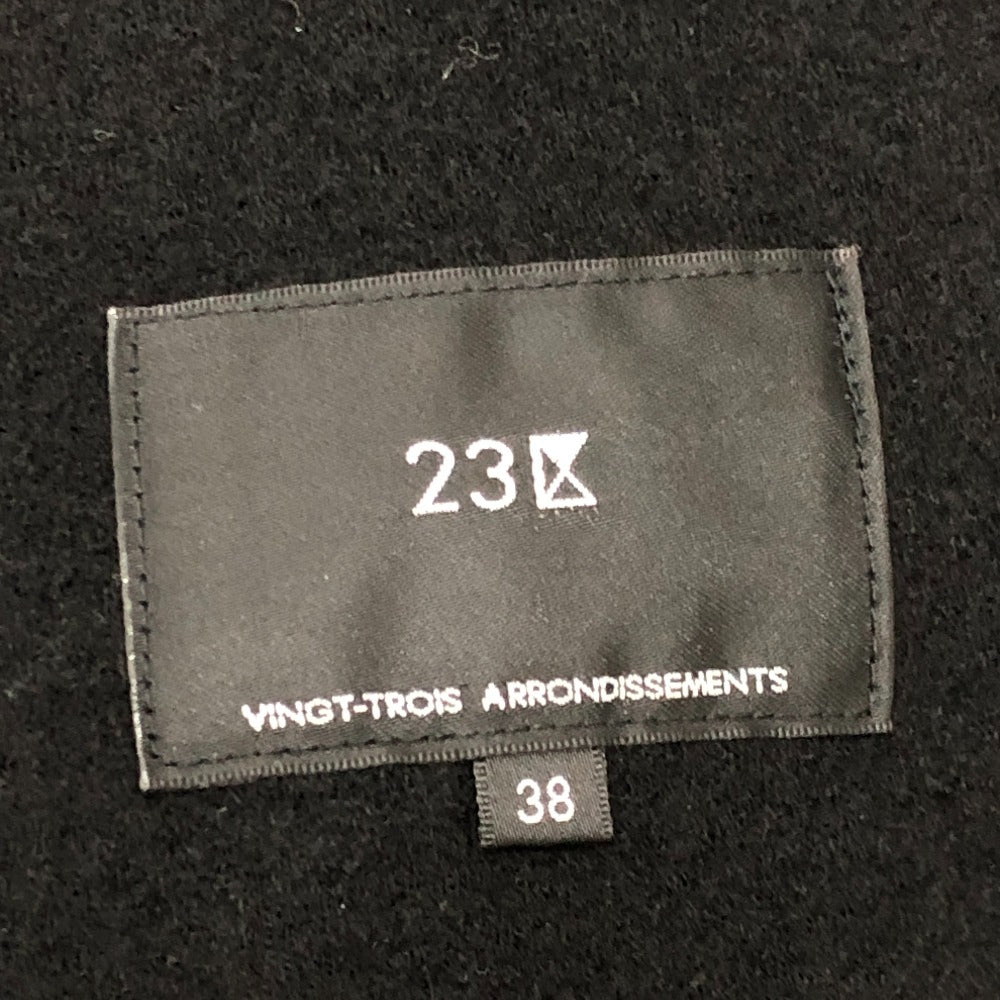 23区
VINGT-TROIS ARRONDISSEMENTS
38